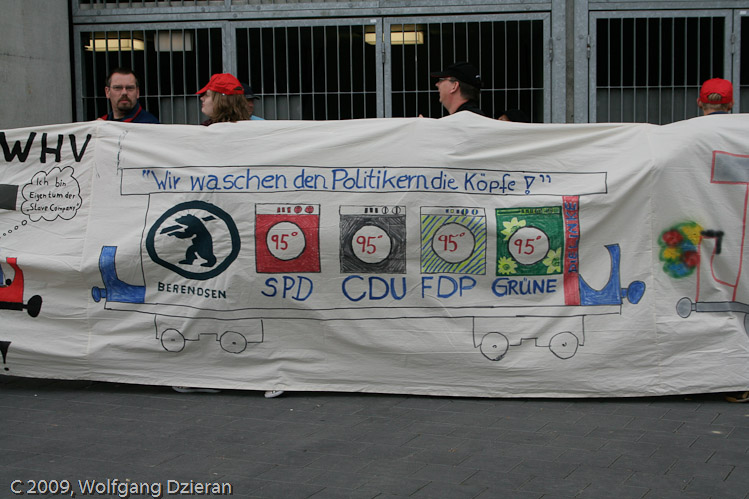 WHV
Ich bin
Eigentum der
"Slave Company"
"Wir waschen den Politikern die Köpfe!"
BERENDSEN
95°
SPD
95°
CDU
95°
FDP
95°
GRÜNE
C 2009, Wolfgang Dzieran